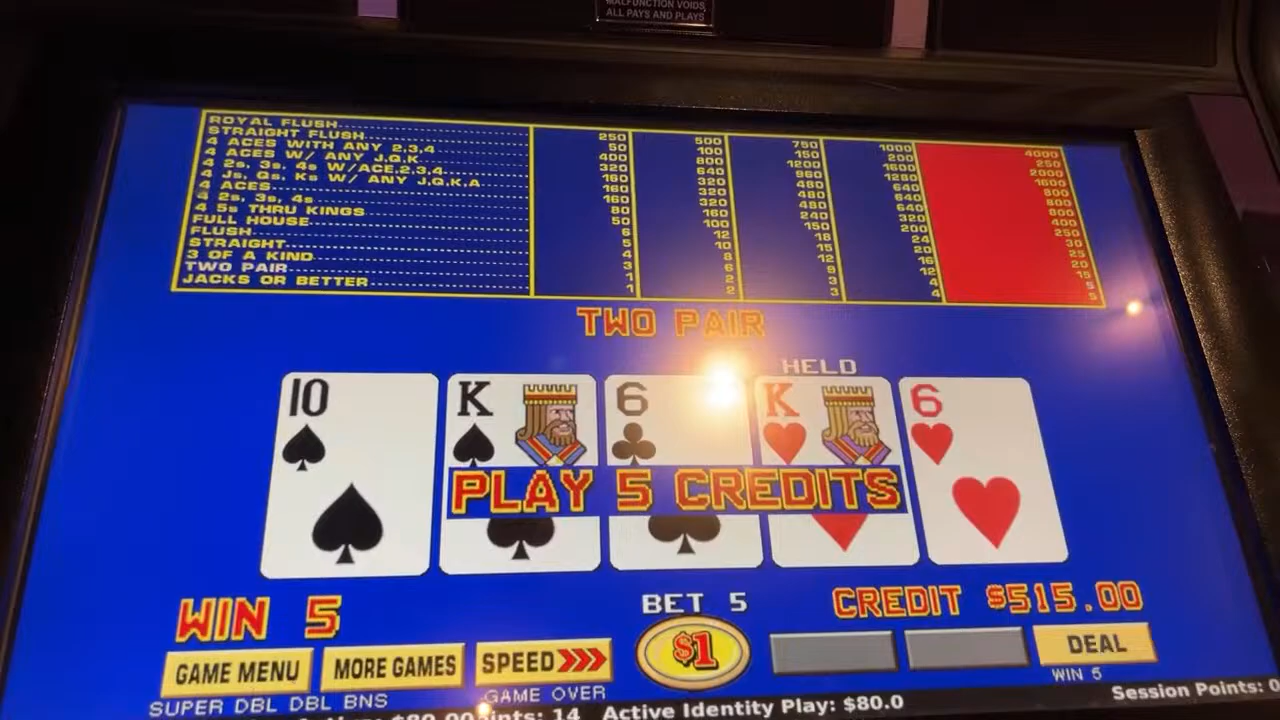 MALFUNCTION VOIDS
ALL PAYS AND PLAYS
ROYAL FLUSH 250 500 750 1000 4000
STRAIGHT FLUSH 50 100 150 200 250
4 ACES WITH ANY 2,3,4 400 800 1200 1600 2000
4 ACES W/ ANY J,Q,K 320 640 960 1280 1600
4 2s, 3s, 4s W/ACE,2,3,4 160 320 480 640 800
4 Js, Qs, Ks W/ ANY J,Q,K,A 160 320 480 640 800
4 ACES 160 320 480 640 800
4 2s, 3s, 4s 80 160 240 320 400
4 5s THRU KINGS 50 100 150 200 250
FULL HOUSE 6 12 18 24 30
FLUSH 5 10 15 20 25
STRAIGHT 4 8 12 16 20
3 OF A KIND 3 6 9 12 15
TWO PAIR 1 2 3 4 5
JACKS OR BETTER 1 2 3 4 5
TWO PAIR
HELD
10 K 6 K 6
PLAY 5 CREDITS
WIN 5 BET 5 CREDIT $515.00
GAME MENU MORE GAMES SPEED $1 DEAL
SUPER DBL DBL BNS GAME OVER WIN 5
14 Active Identity Play: $80.0 Session Points: 0